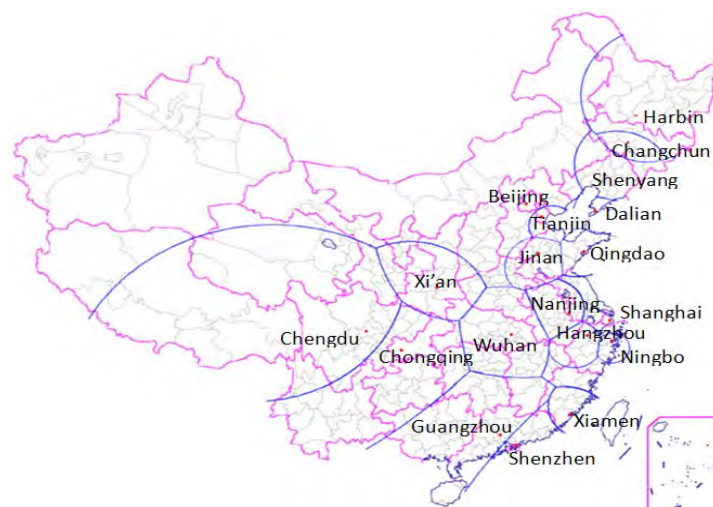 Harbin
Changchun
Shenyang
Beijing
Dalian
Tianjin
Jinan
Qingdao
Xi’an
Nanjing
Shanghai
Chengdu
Hangzhou
Wuhan
Chongqing
Ningbo
Xiamen
Guangzhou
Shenzhen